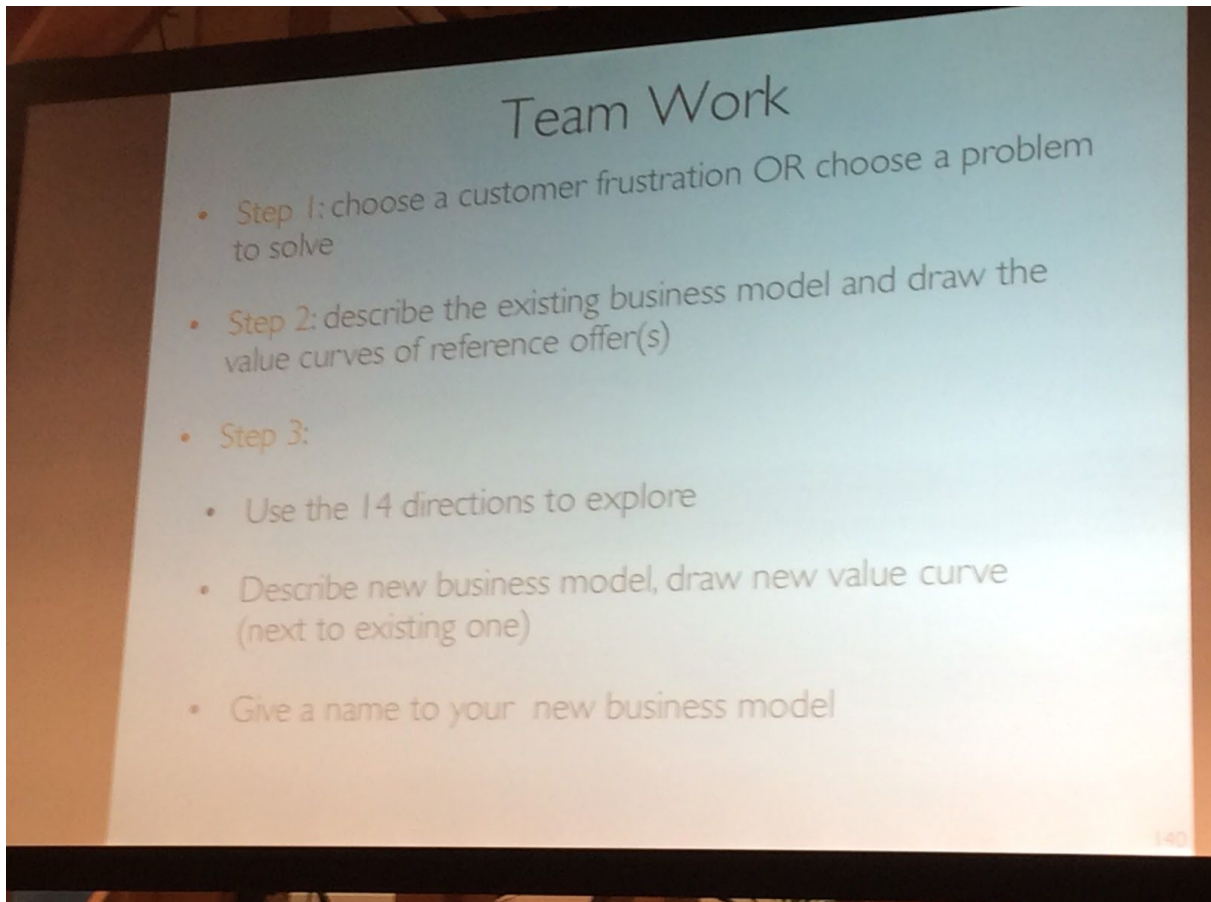 Team Work
• Step 1: choose a customer frustration OR choose a problem
to solve
• Step 2: describe the existing business model and draw the
value curves of reference offer(s)
• Step 3:
• Use the 14 directions to explore
• Describe new business model, draw new value curve
(next to existing one)
• Give a name to your new business model
140